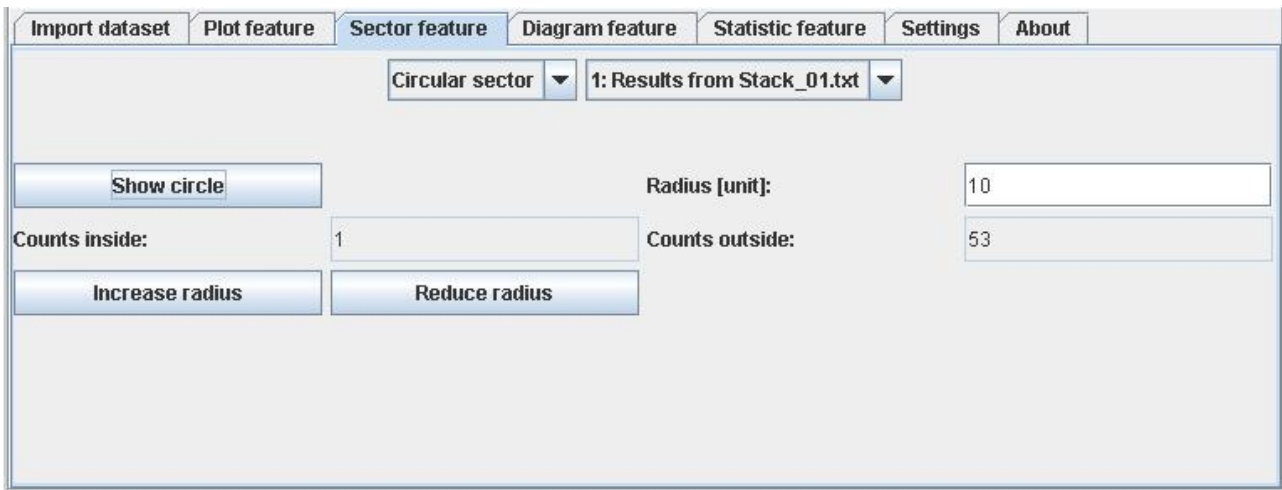 Import dataset Plot feature Sector feature Diagram feature Statistic feature Settings About
Circular sector 1: Results from Stack_01.txt
Show circle Radius [unit]: 10
Counts inside: 1 Counts outside: 53
Increase radius Reduce radius